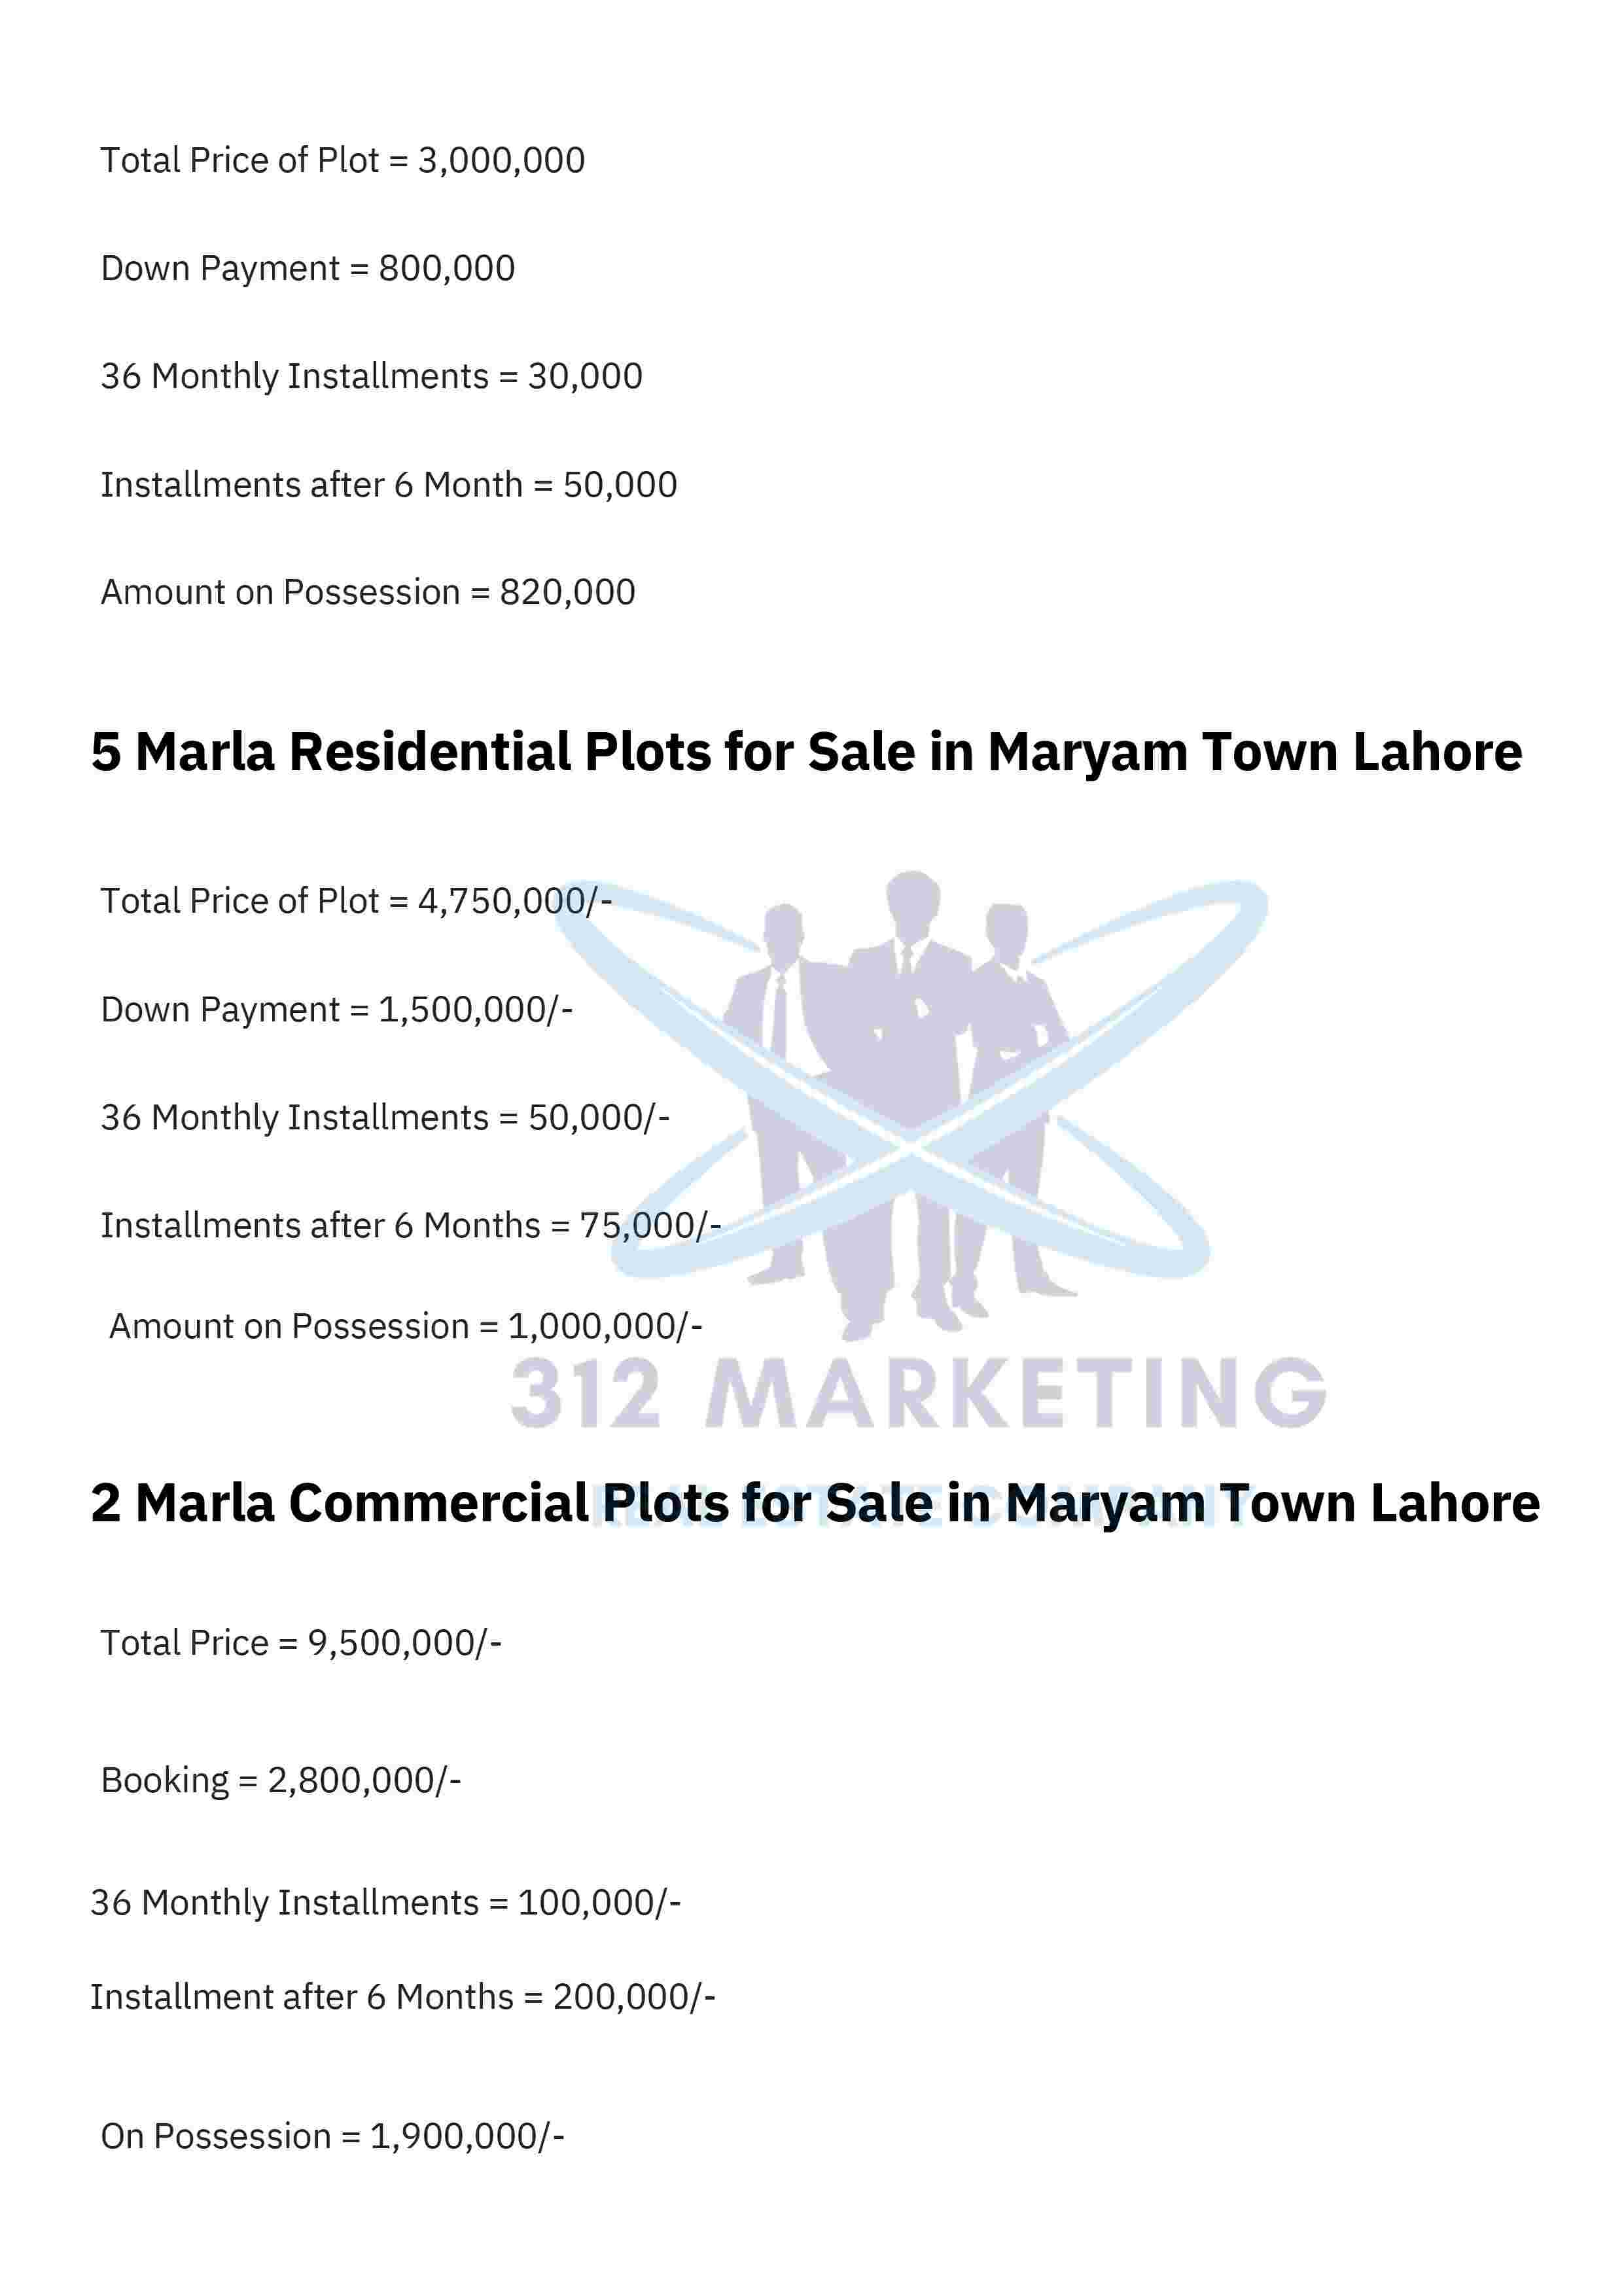 Total Price of Plot = 3,000,000
Down Payment = 800,000
36 Monthly Installments = 30,000
Installments after 6 Month = 50,000
Amount on Possession = 820,000
5 Marla Residential Plots for Sale in Maryam Town Lahore
Total Price of Plot = 4,750,000/-
Down Payment = 1,500,000/-
36 Monthly Installments = 50,000/-
Installments after 6 Months = 75,000/-
Amount on Possession = 1,000,000/-
312 MARKETING
REAL ESTATE COMPANY
2 Marla Commercial Plots for Sale in Maryam Town Lahore
Total Price = 9,500,000/-
Booking = 2,800,000/-
36 Monthly Installments = 100,000/-
Installment after 6 Months = 200,000/-
On Possession = 1,900,000/-